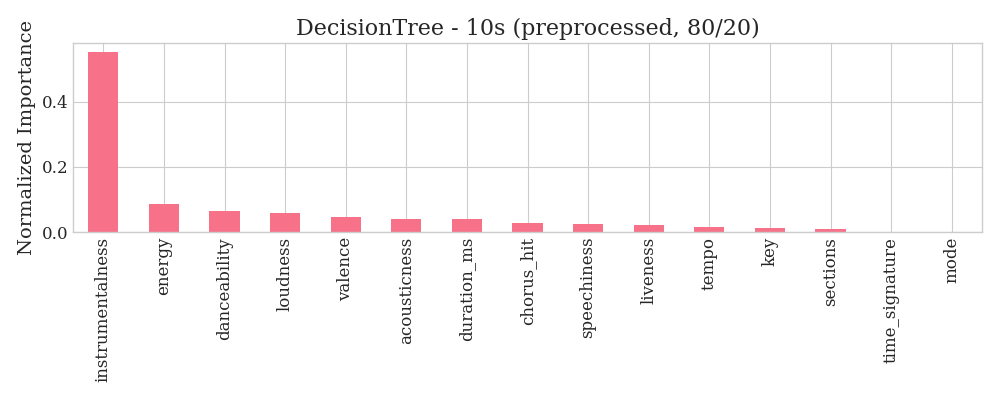 DecisionTree - 10s (preprocessed, 80/20)
Normalized Importance
0.4
0.2
0.0
instrumentalness
energy
danceability
loudness
valence
acousticness
duration_ms
chorus_hit
speechiness
liveness
tempo
key
sections
time_signature
mode